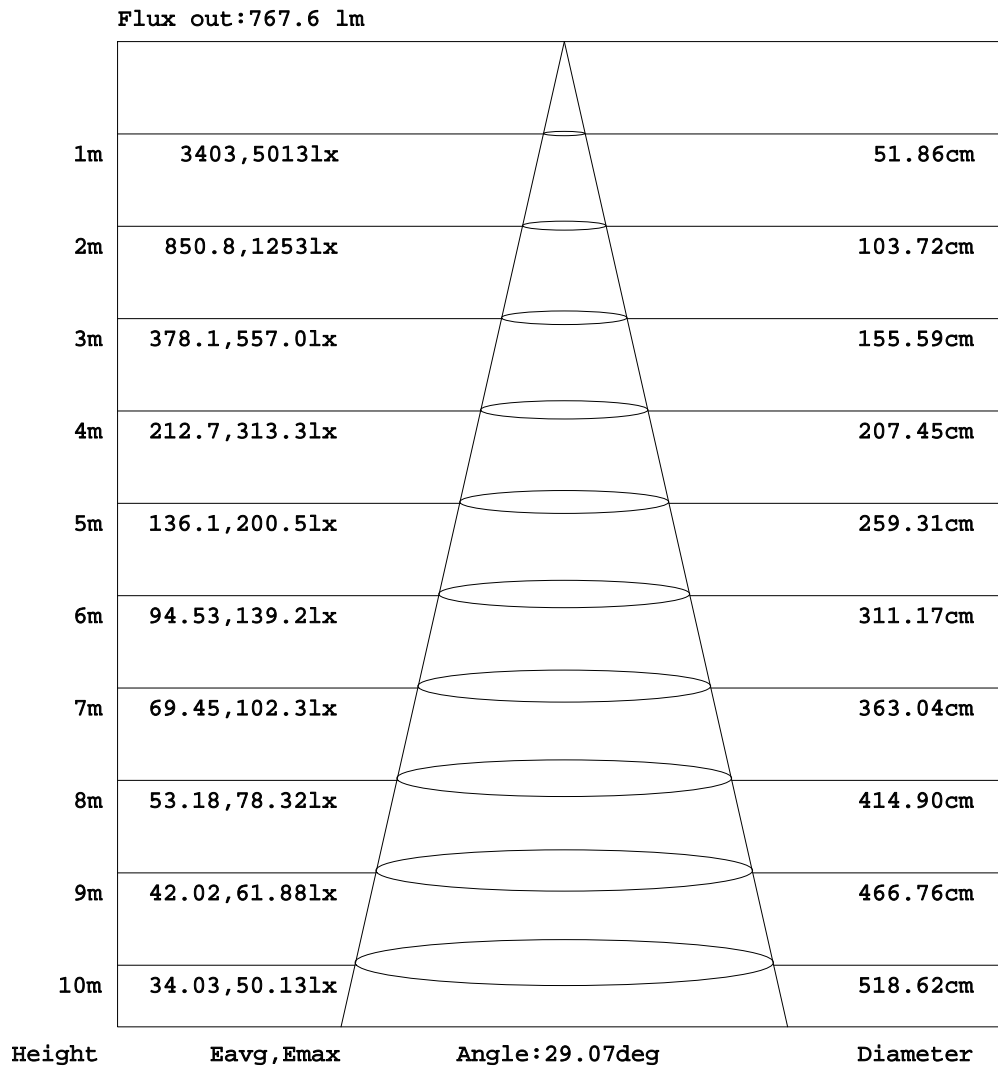 Flux out:767.6 lm
1m 3403,5013lx 51.86cm
2m 850.8,1253lx 103.72cm
3m 378.1,557.0lx 155.59cm
4m 212.7,313.3lx 207.45cm
5m 136.1,200.5lx 259.31cm
6m 94.53,139.2lx 311.17cm
7m 69.45,102.3lx 363.04cm
8m 53.18,78.32lx 414.90cm
9m 42.02,61.88lx 466.76cm
10m 34.03,50.13lx 518.62cm
Height Eavg,Emax Angle:29.07deg Diameter